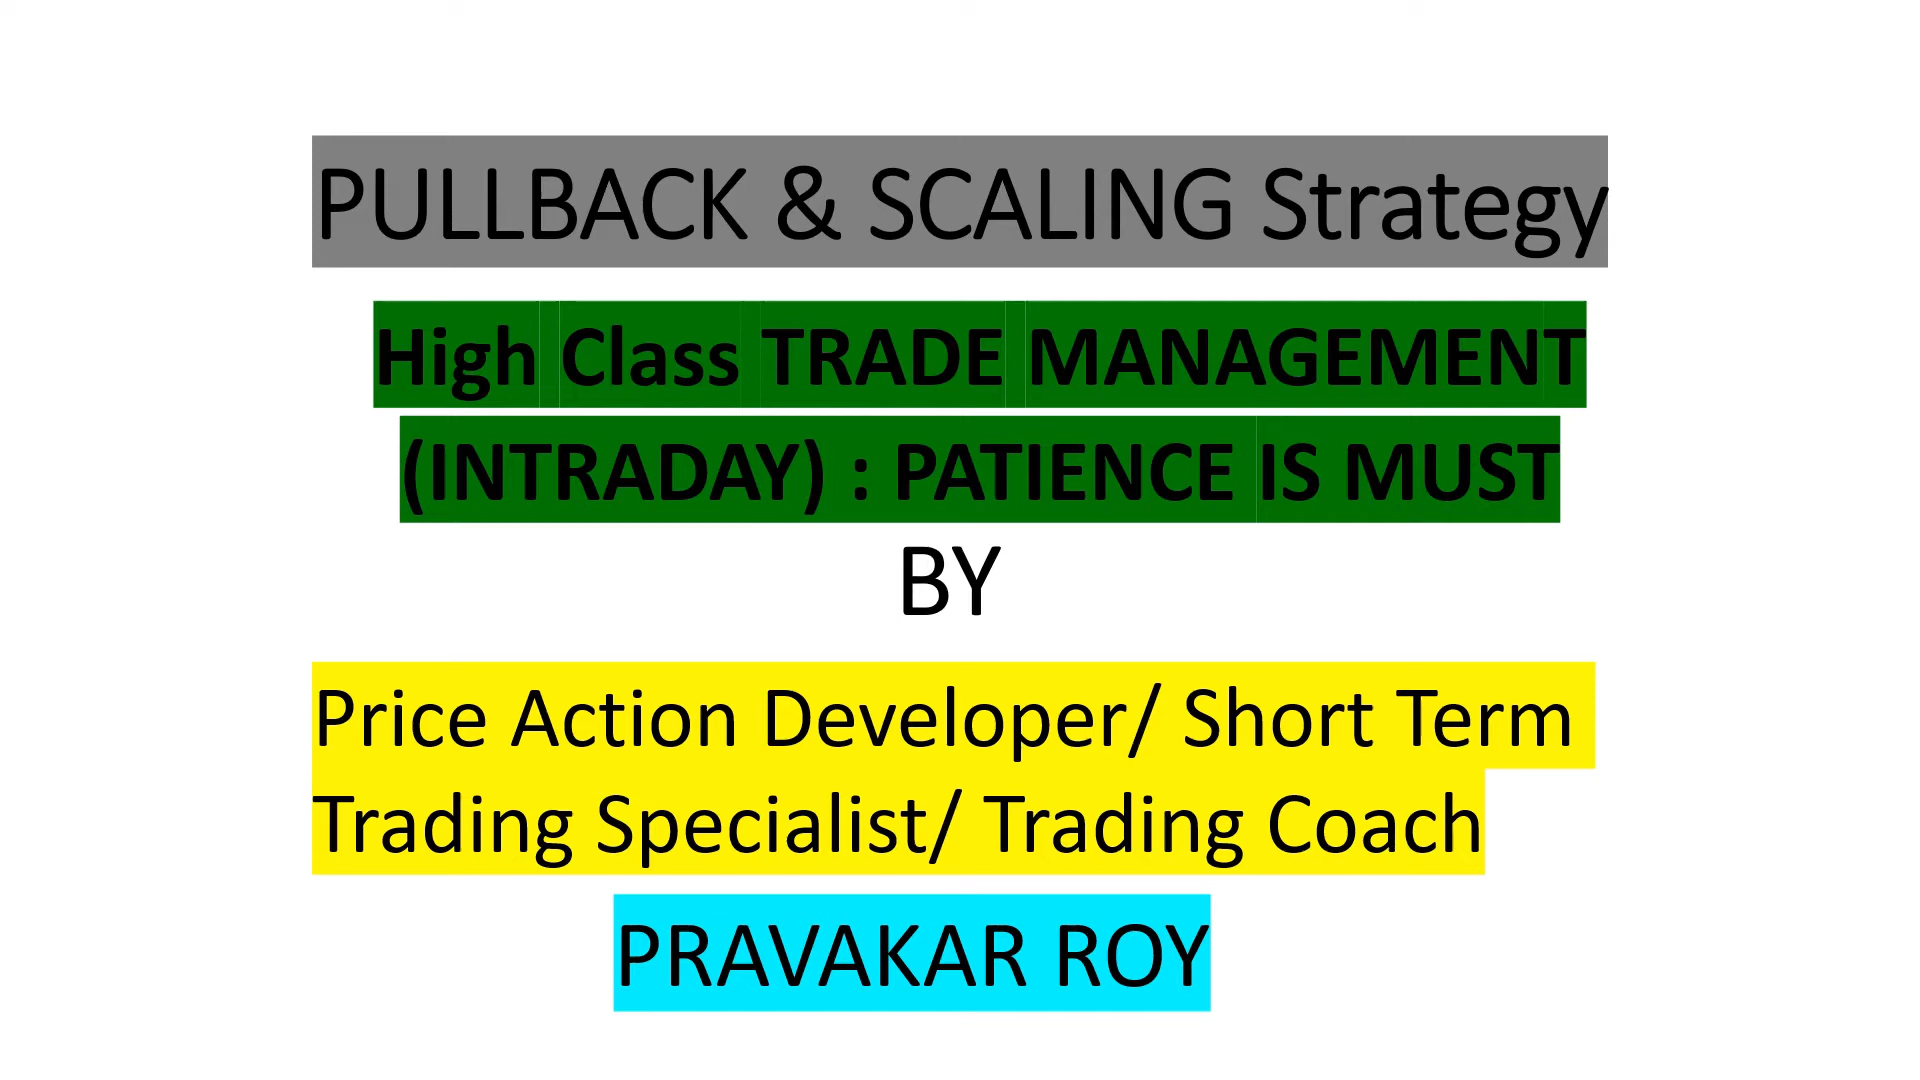 PULLBACK & SCALING Strategy
High Class TRADE MANAGEMENT
(INTRADAY) : PATIENCE IS MUST
BY
Price Action Developer/ Short Term
Trading Specialist/ Trading Coach
PRAVAKAR ROY